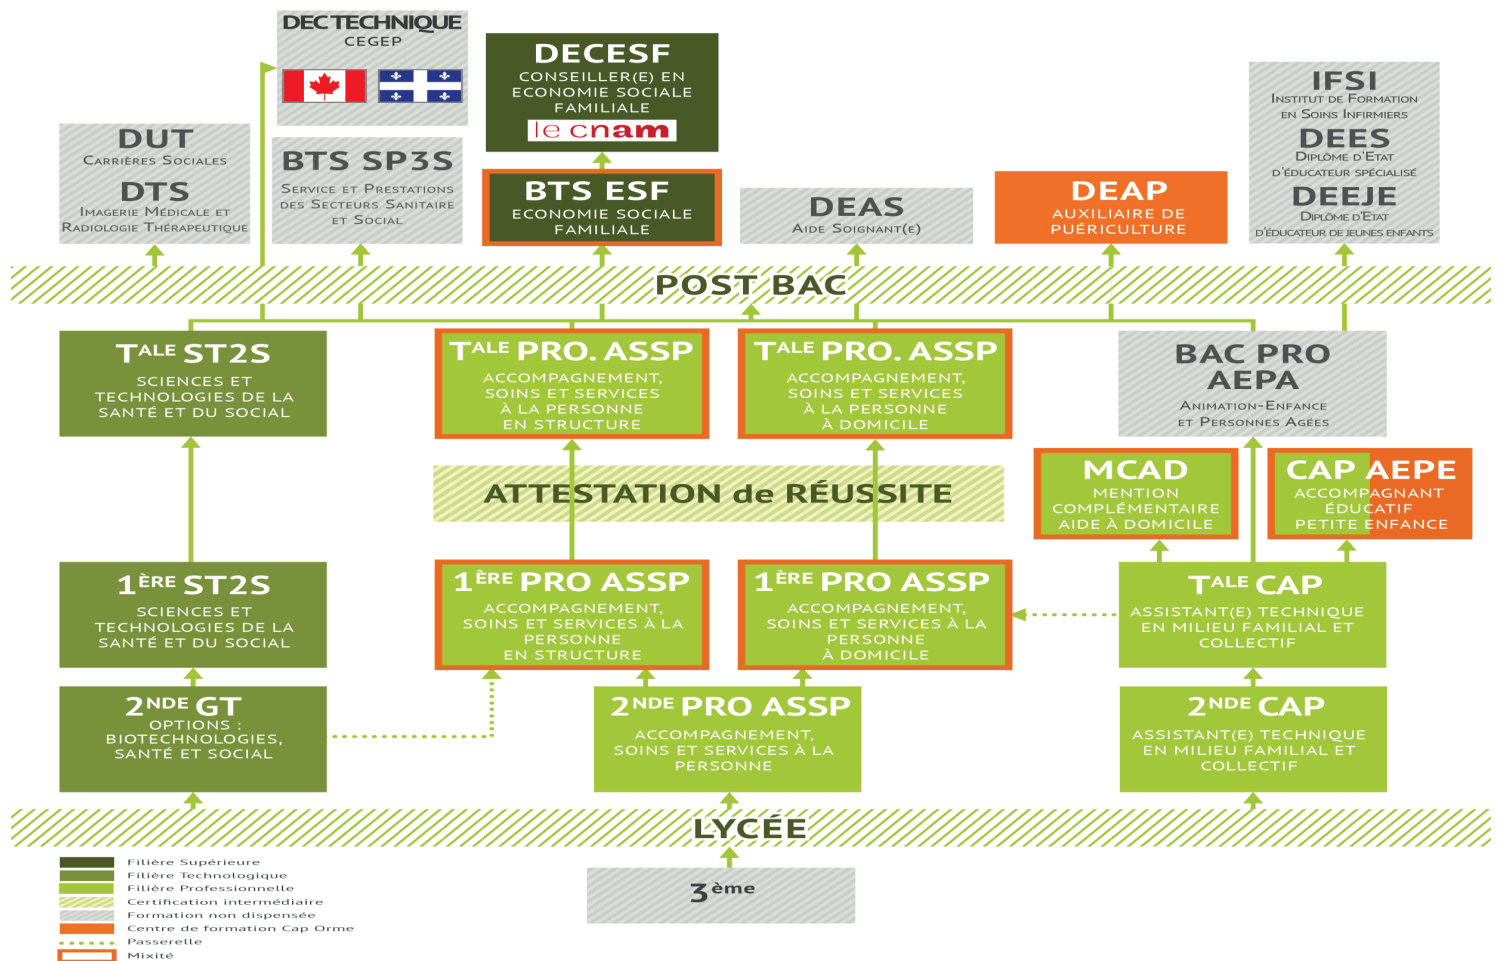 DEC TECHNIQUE
CEGEP
DECESF
CONSEILLER(E) EN
ECONOMIE SOCIALE
FAMILIALE
le cnam
IFSI
INSTITUT DE FORMATION
EN SOINS INFIRMIERS
DEES
DIPLÔME D'ETAT
D'ÉDUCATEUR SPÉCIALISÉ
DEEJE
DIPLÔME D'ETAT
D'ÉDUCATEUR DE JEUNES ENFANTS
DUT
CARRIÈRES SOCIALES
DTS
IMAGERIE MÉDICALE ET
RADIOLOGIE THÉRAPEUTIQUE
BTS SP3S
SERVICE ET PRESTATIONS
DES SECTEURS SANITAIRE
ET SOCIAL
BTS ESF
ECONOMIE SOCIALE
FAMILIALE
DEAS
AIDE SOIGNANT(E)
DEAP
AUXILIAIRE DE
PUÉRICULTURE
POST BAC
TALE ST2S
SCIENCES ET
TECHNOLOGIES DE LA
SANTÉ ET DU SOCIAL
TALE PRO. ASSP
ACCOMPAGNEMENT,
SOINS ET SERVICES
À LA PERSONNE
EN STRUCTURE
TALE PRO. ASSP
ACCOMPAGNEMENT,
SOINS ET SERVICES
À LA PERSONNE
À DOMICILE
BAC PRO
AEPA
ANIMATION-ENFANCE
ET PERSONNES AGÉES
MCAD
MENTION
COMPLÉMENTAIRE
AIDE À DOMICILE
CAP AEPE
ACCOMPAGNANT
ÉDUCATIF
PETITE ENFANCE
ATTESTATION de RÉUSSITE
1ÈRE ST2S
SCIENCES ET
TECHNOLOGIES DE LA
SANTÉ ET DU SOCIAL
1ÈRE PRO ASSP
ACCOMPAGNEMENT,
SOINS ET SERVICES À LA
PERSONNE
EN STRUCTURE
1ÈRE PRO ASSP
ACCOMPAGNEMENT,
SOINS ET SERVICES À LA
PERSONNE
À DOMICILE
TALE CAP
ASSISTANT(E) TECHNIQUE
EN MILIEU FAMILIAL ET
COLLECTIF
2NDE GT
OPTIONS :
BIOTECHNOLOGIES,
SANTÉ ET SOCIAL
2NDE PRO ASSP
ACCOMPAGNEMENT,
SOINS ET SERVICES À LA
PERSONNE
2NDE CAP
ASSISTANT(E) TECHNIQUE
EN MILIEU FAMILIAL ET
COLLECTIF
LYCÉE
3ème
Filière Supérieure
Filière Technologique
Filière Professionnelle
Certification intermédiaire
Formation non dispensée
Centre de formation Cap Orme
Passerelle
Mixité